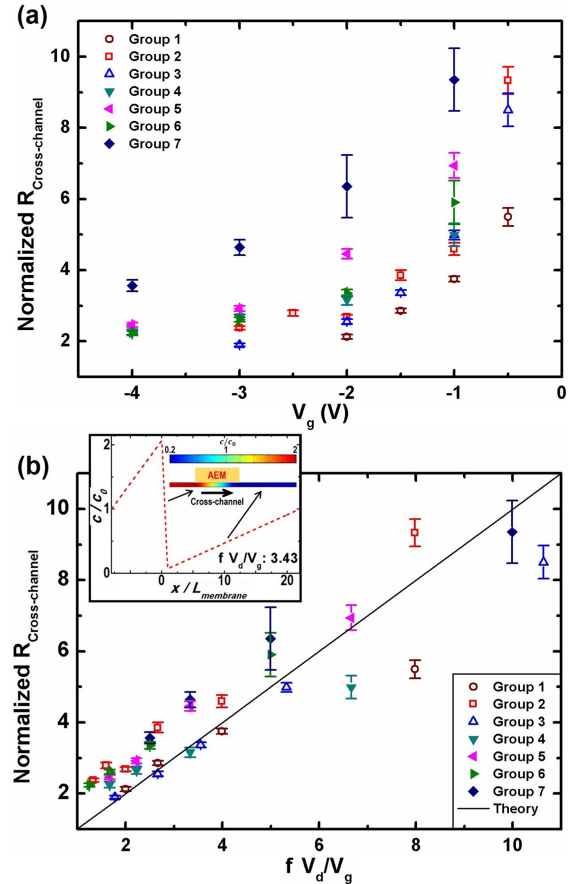 (a)
Group 1
Group 2
Group 3
Group 4
Group 5
Group 6
Group 7
Normalized R_Cross-channel
10
8
6
4
2
-4 -3 -2 -1 0
V_g (V)
(b)
c/c_0
0.2 1 2
AEM
Cross-channel
f V_d/V_g: 3.43
c/c_0
2
1
0
0 10 20
x/L_membrane
Normalized R_Cross-channel
10
8
6
4
2
Group 1
Group 2
Group 3
Group 4
Group 5
Group 6
Group 7
Theory
2 4 6 8 10
f V_d/V_g